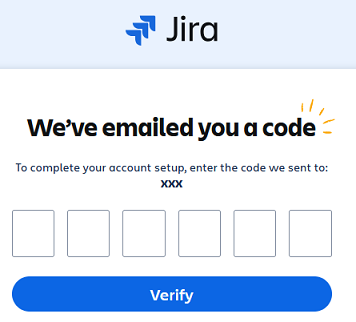 Jira
We've emailed you a code
To complete your account setup, enter the code we sent to:
xxx
Verify